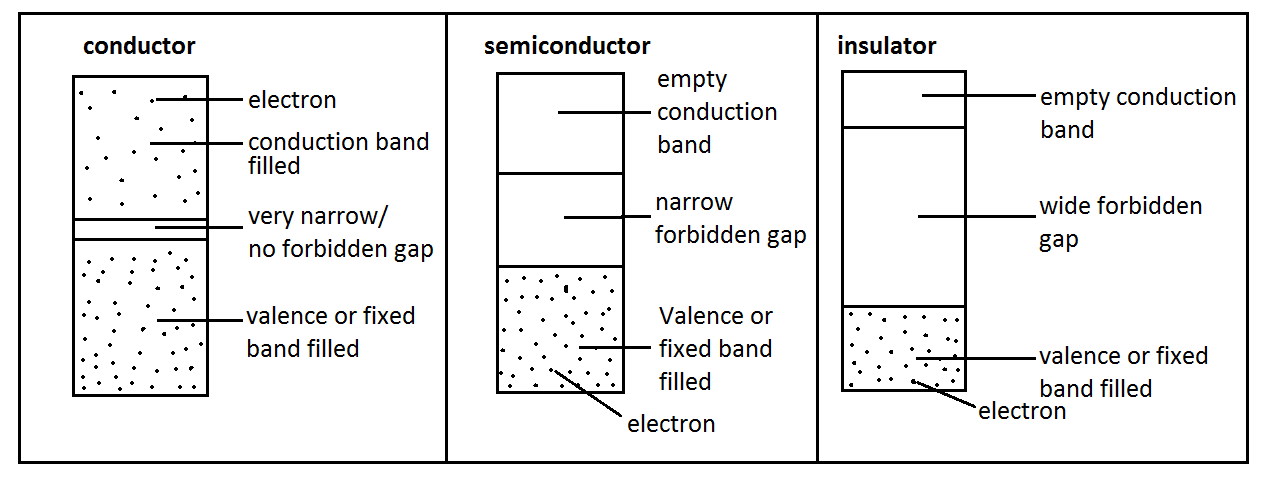 conductor
electron
conduction band
filled
very narrow/
no forbidden gap
valence or fixed
band filled
semiconductor
empty
conduction
band
narrow
forbidden gap
Valence or
fixed band
filled
electron
insulator
empty conduction
band
wide forbidden
gap
valence or fixed
band filled
electron